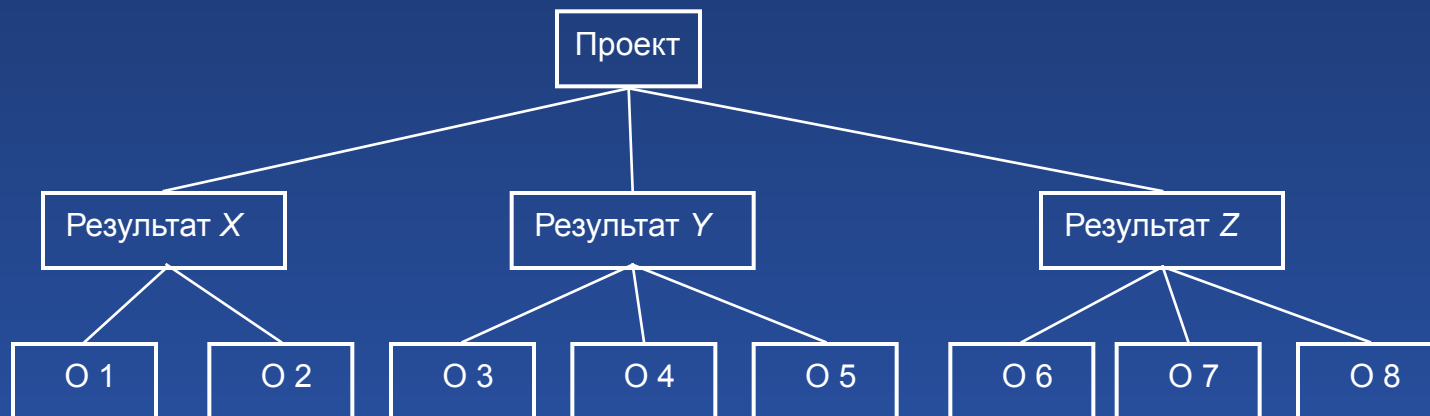 Проект
Результат X
Результат Y
Результат Z
О 1
О 2
О 3
О 4
О 5
О 6
О 7
О 8